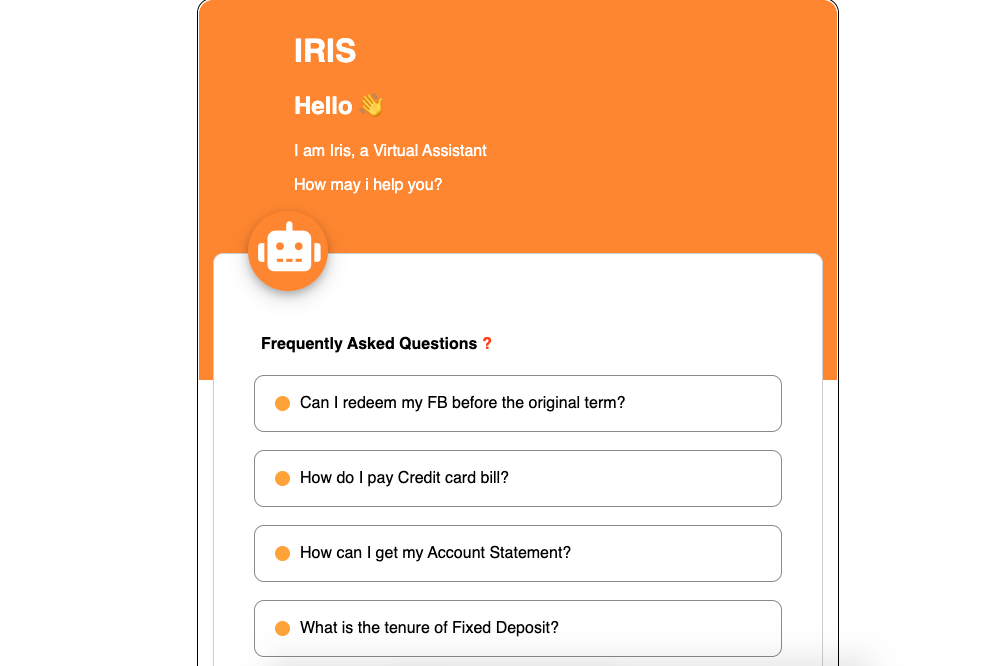 IRIS
Hello 👋
I am Iris, a Virtual Assistant
How may i help you?
Frequently Asked Questions ?
Can I redeem my FB before the original term?
How do I pay Credit card bill?
How can I get my Account Statement?
What is the tenure of Fixed Deposit?